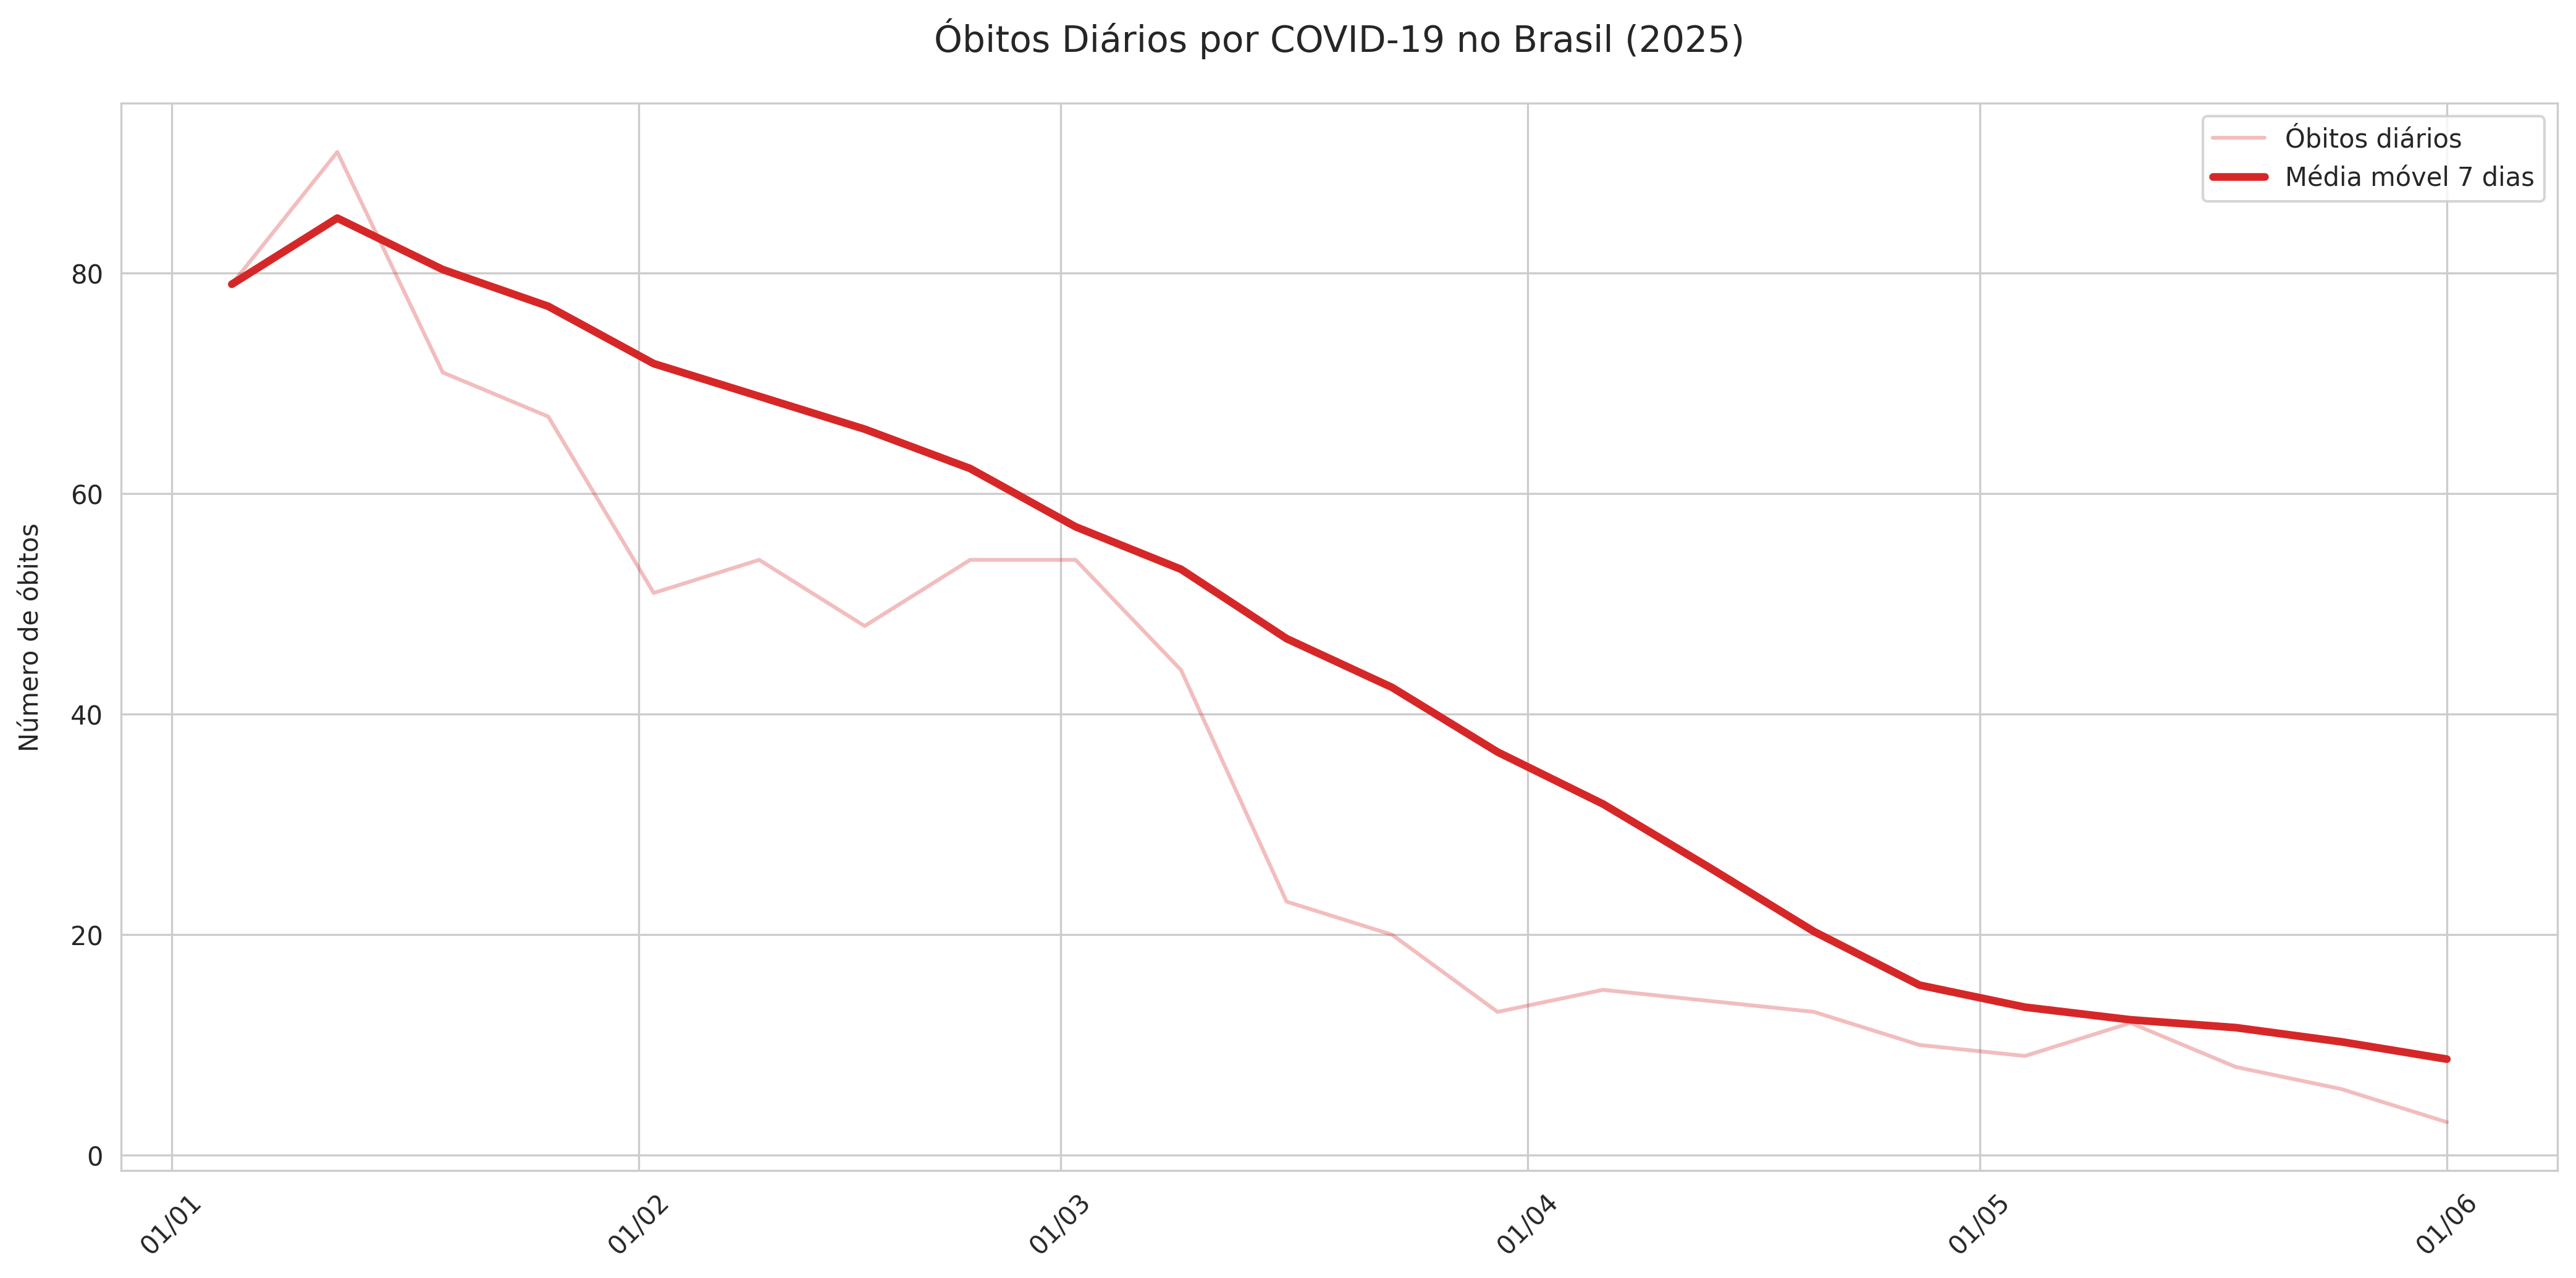 Óbitos Diários por COVID-19 no Brasil (2025)
Óbitos diários
Média móvel 7 dias
Número de óbitos
80
60
40
20
0
01/01
01/02
01/03
01/04
01/05
01/06